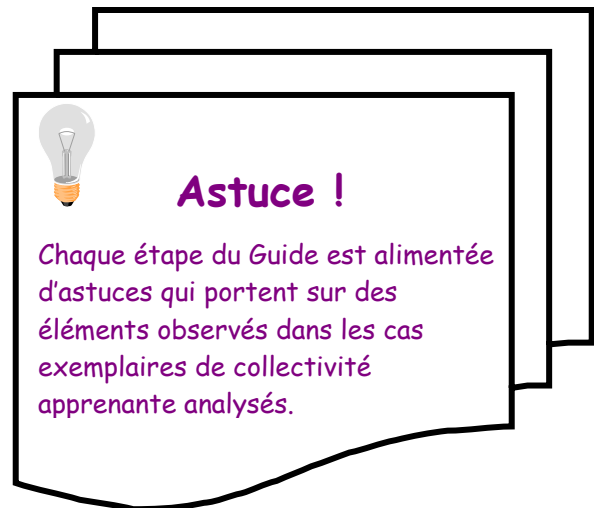 Astuce !
Chaque étape du Guide est alimentée
d'astuces qui portent sur des
éléments observés dans les cas
exemplaires de collectivité
apprenante analysés.